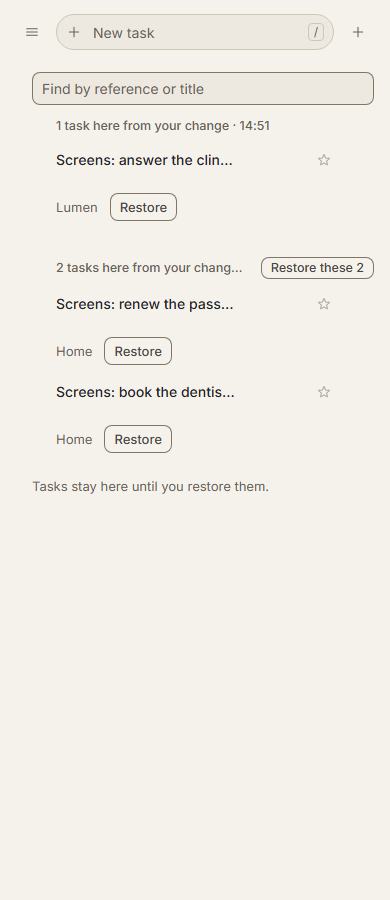 New task /
Find by reference or title
1 task here from your change · 14:51
Screens: answer the clin...
Lumen Restore
2 tasks here from your chang... Restore these 2
Screens: renew the pass...
Home Restore
Screens: book the dentis...
Home Restore
Tasks stay here until you restore them.